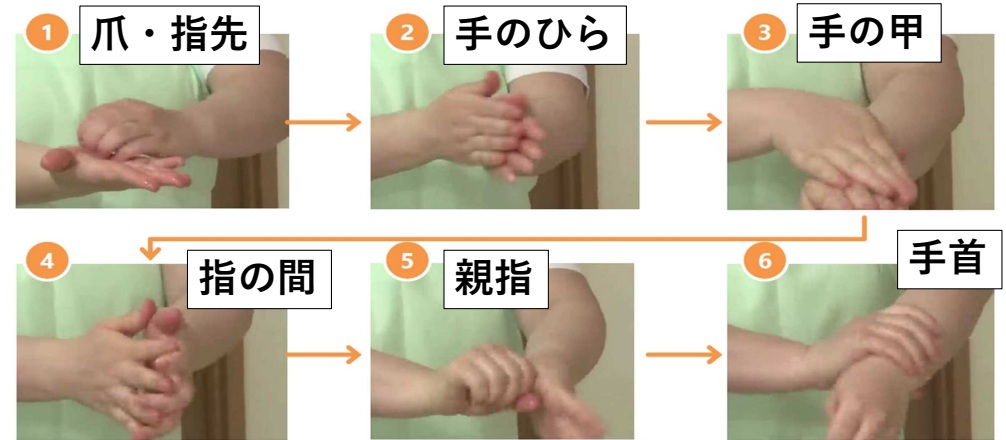 1 爪・指先
2 手のひら
3 手の甲
4 指の間
5 親指
6 手首